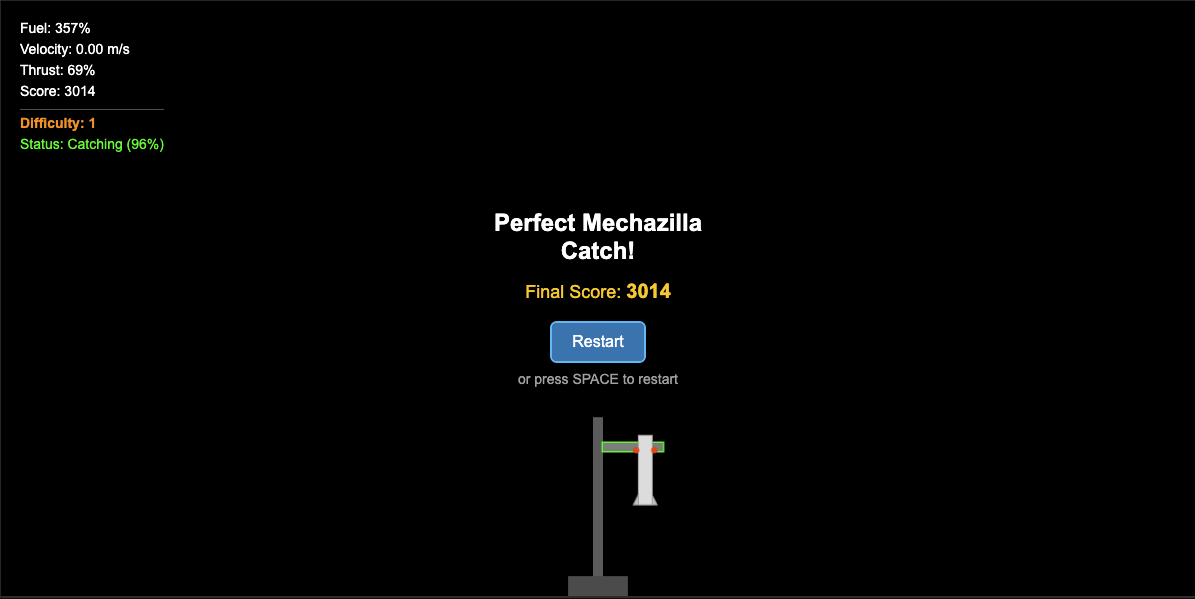 Fuel: 357%
Velocity: 0.00 m/s
Thrust: 69%
Score: 3014
Difficulty: 1
Status: Catching (96%)
Perfect Mechazilla
Catch!
Final Score: 3014
Restart
or press SPACE to restart